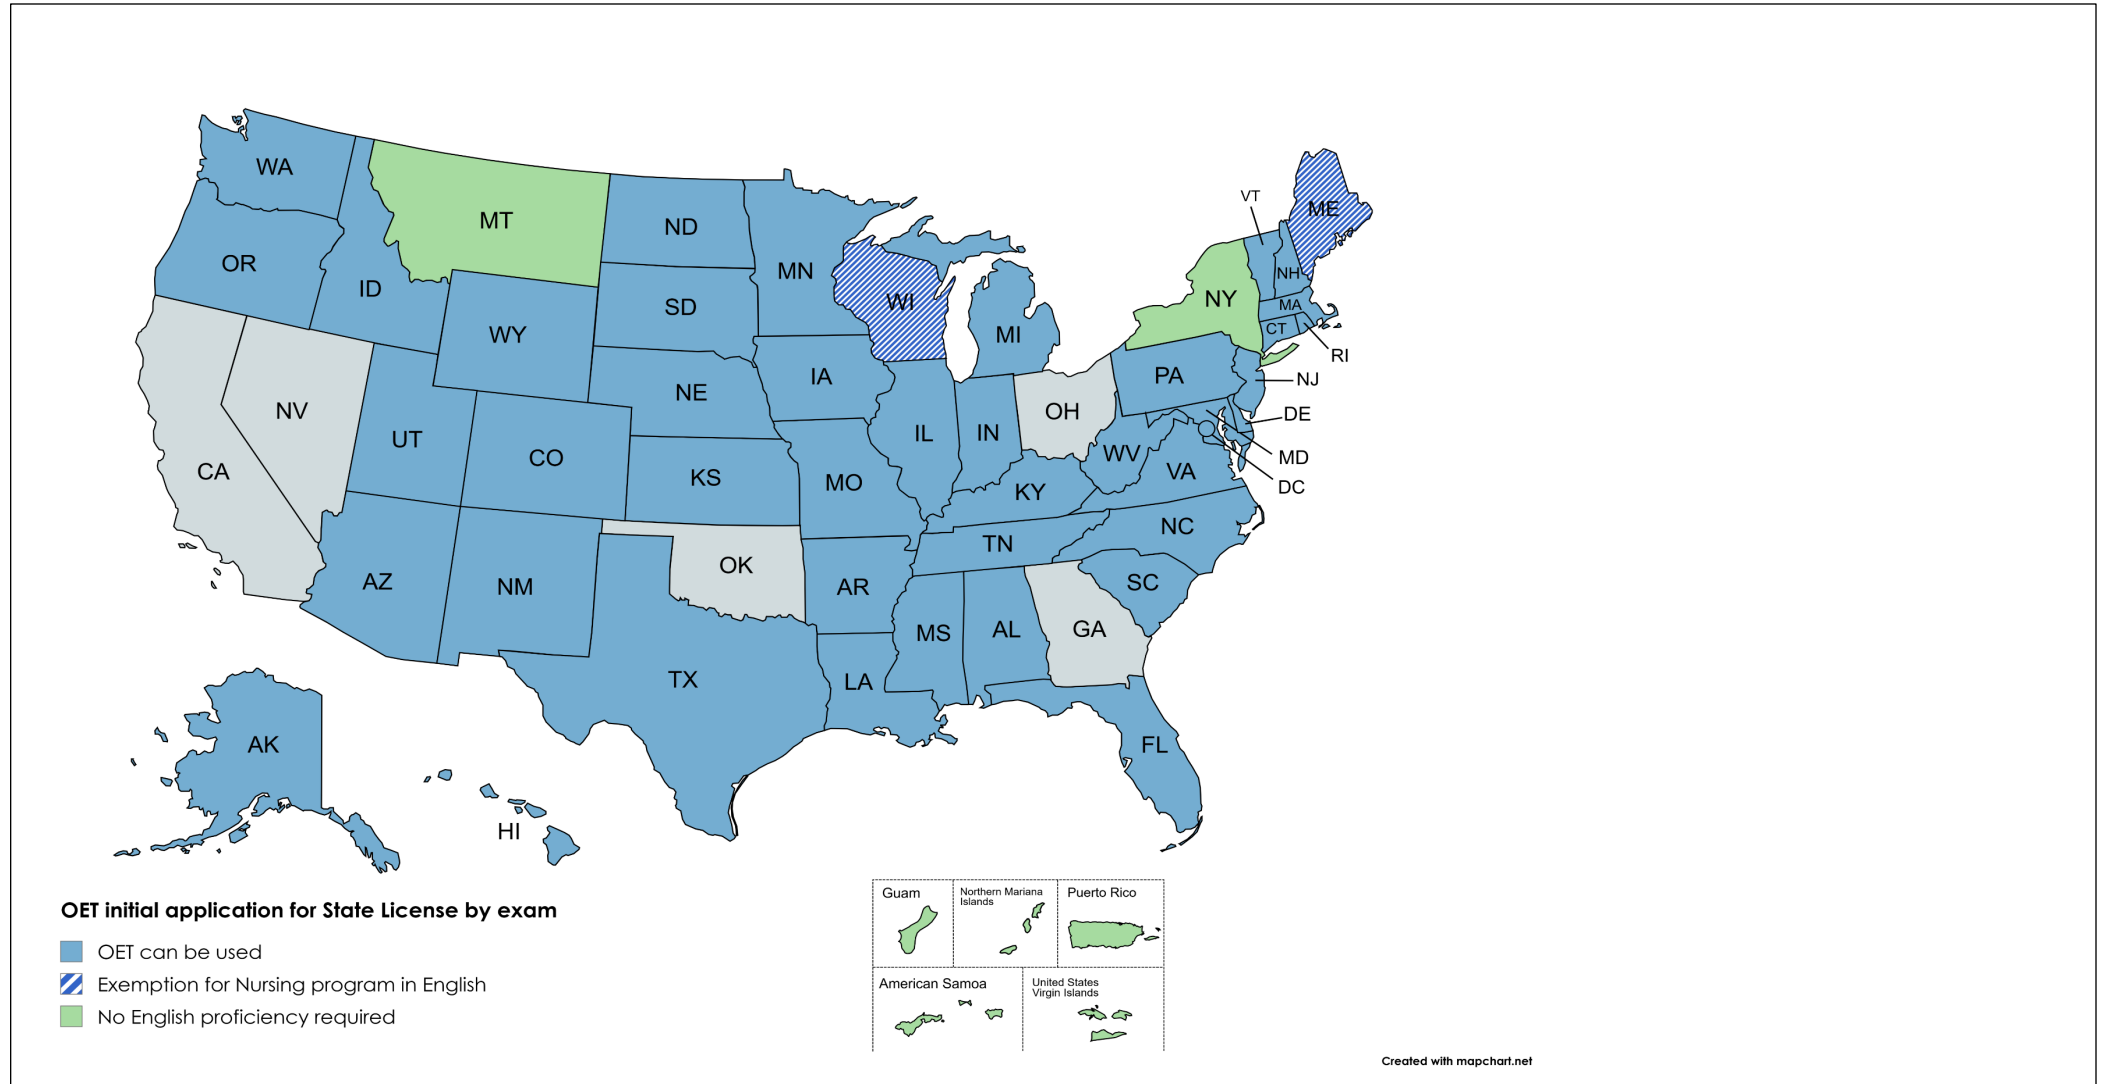 WA
MT
ND
MN
VT
ME
OR
ID
WY
SD
WI
MI
NY
NH
MA
CT
RI
NV
UT
CO
NE
IA
IL
IN
OH
PA
NJ
DE
MD
DC
CA
KS
MO
KY
WV
VA
AZ
NM
OK
AR
TN
NC
SC
TX
LA
MS
AL
GA
FL
AK
HI
Guam
Northern Mariana
Islands
Puerto Rico
American Samoa
United States
Virgin Islands
OET initial application for State License by exam
OET can be used
Exemption for Nursing program in English
No English proficiency required
Created with mapchart.net